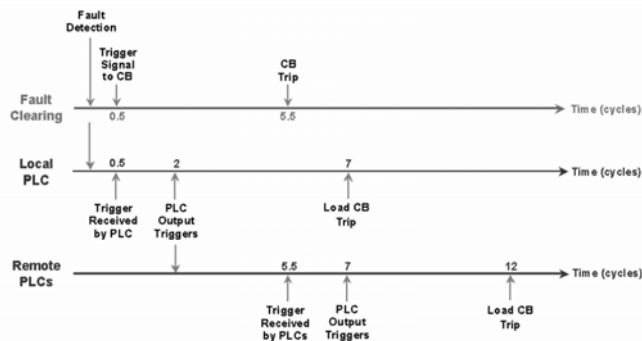 Fault
Detection
Trigger
Signal
to CB
CB
Trip
Fault
Clearing
0.5
5.5
Time (cycles)
Local
PLC
0.5
2
7
Time (cycles)
Trigger
Received
by PLC
PLC
Output
Triggers
Load CB
Trip
Remote
PLCs
5.5
7
12
Time (cycles)
Trigger
Received
by PLCs
PLC
Output
Triggers
Load CB
Trip